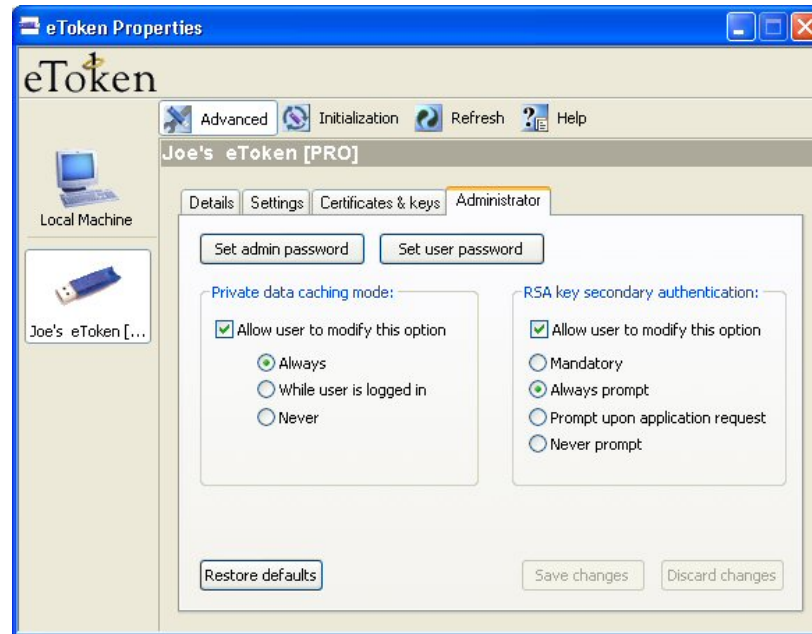 eToken Properties
eToken
Advanced Initialization Refresh Help
Joe's eToken [PRO]
Local Machine
Joe's eToken [...
Details Settings Certificates & keys Administrator
Set admin password Set user password
Private data caching mode:
Allow user to modify this option
Always
While user is logged in
Never
RSA key secondary authentication:
Allow user to modify this option
Mandatory
Always prompt
Prompt upon application request
Never prompt
Restore defaults Save changes Discard changes